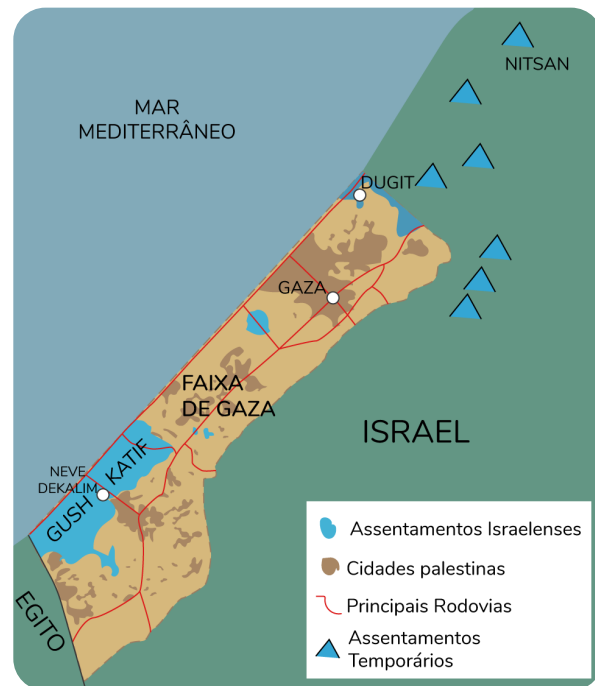 NITSAN
MAR
MEDITERRÂNEO
DUGIT
GAZA
FAIXA
DE GAZA
ISRAEL
NEVE
DEKALIM
GUSH KATIF
EGITO
Assentamentos Israelenses
Cidades palestinas
Principais Rodovias
Assentamentos
Temporários